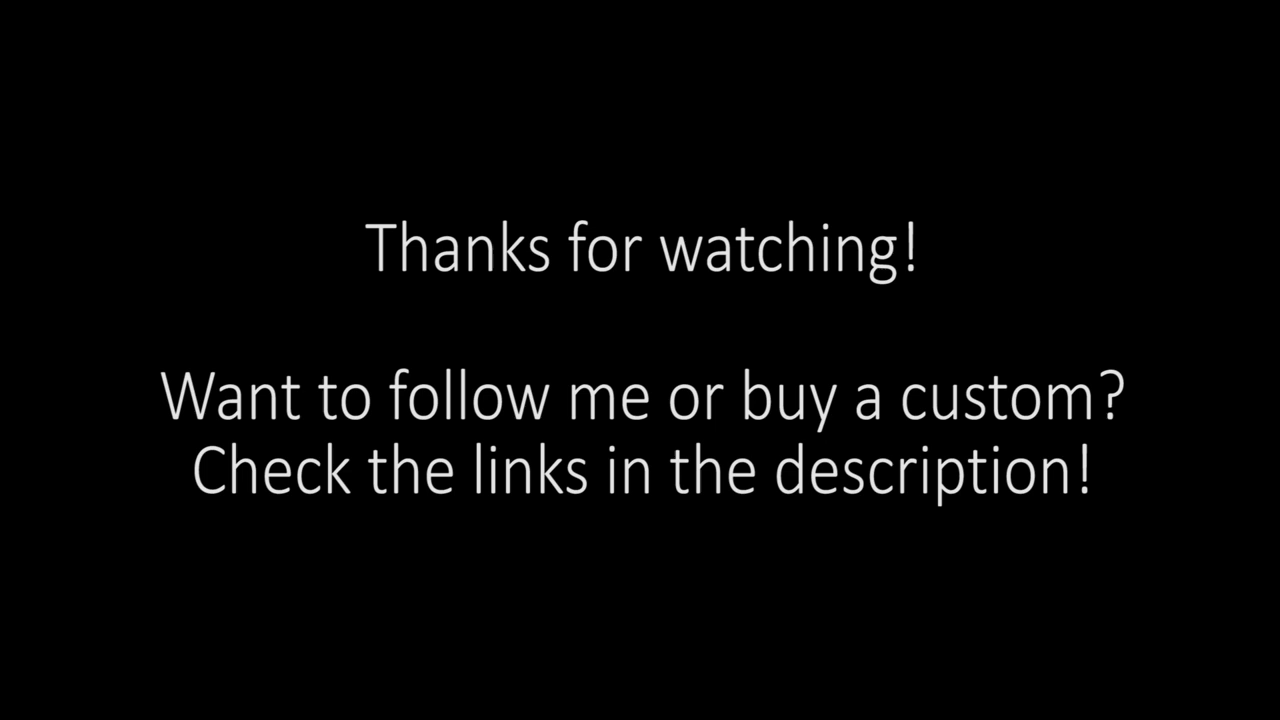 Thanks for watching!
Want to follow me or buy a custom?
Check the links in the description!